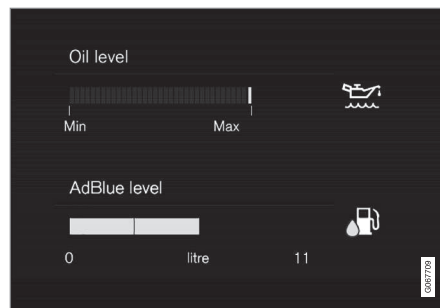 Oil level
Min Max
AdBlue level
0 litre 11
G067709